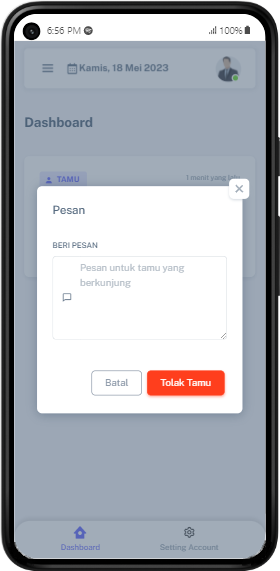 6:56 PM
100%
Kamis, 18 Mei 2023
Dashboard
TAMU
1 menit yang lalu
Pesan
BERI PESAN
Pesan untuk tamu yang
berkunjung
Batal
Tolak Tamu
Dashboard
Setting Account